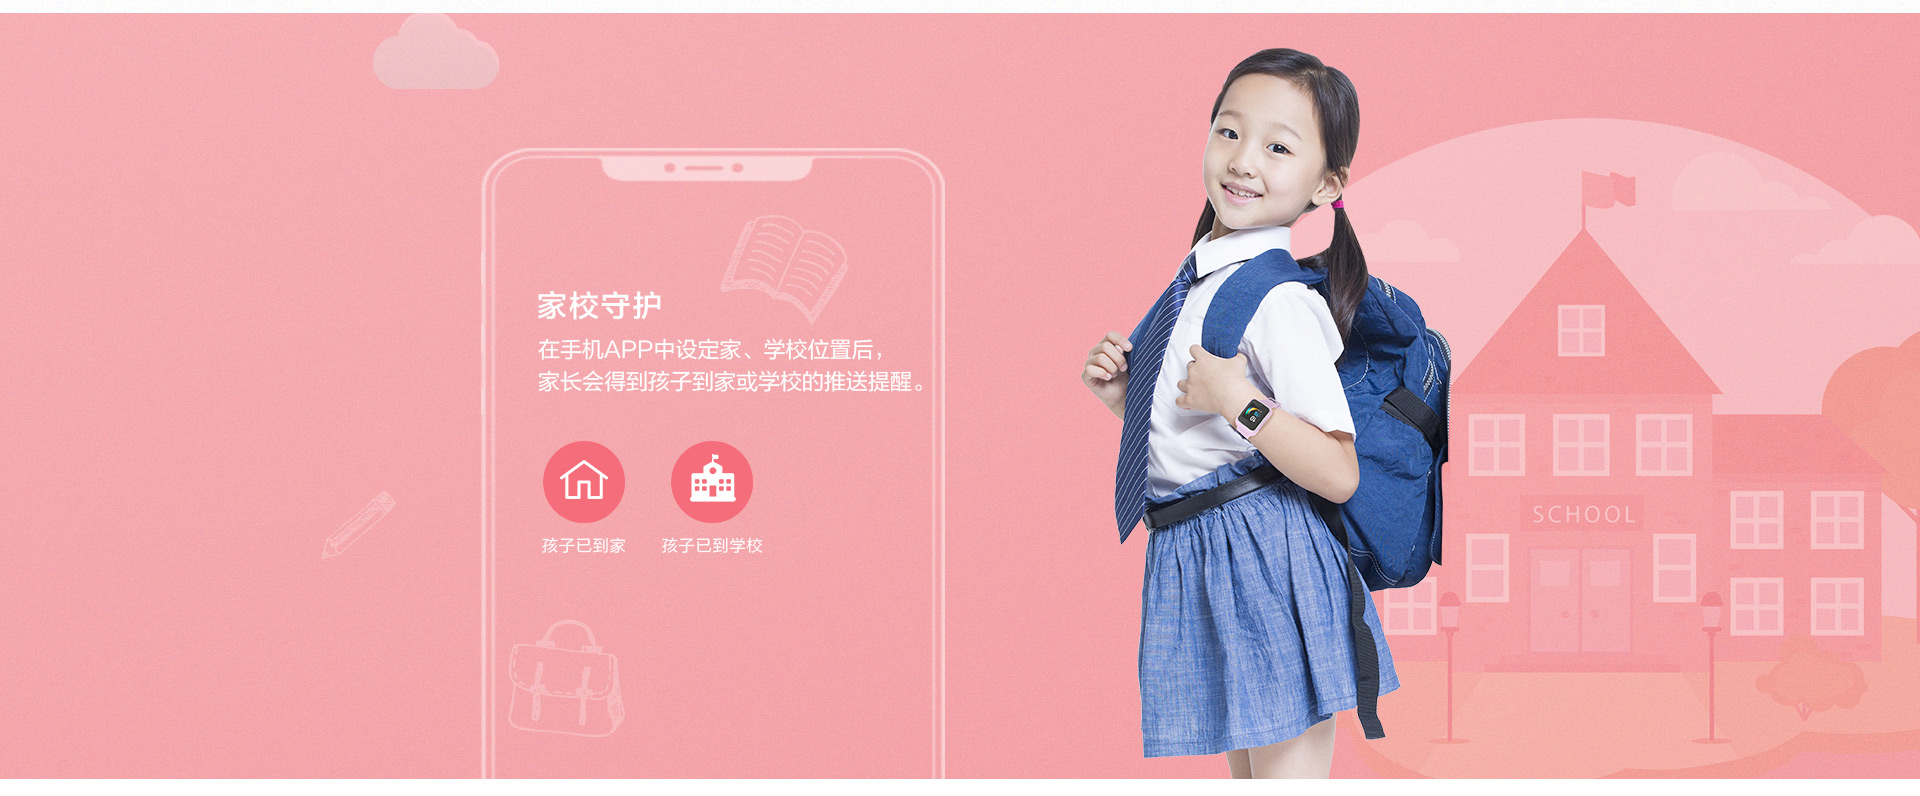 家校守护
在手机APP中设定家、学校位置后，
家长会得到孩子到家或学校的推送提醒。
孩子已到家
孩子已到学校
SCHOOL